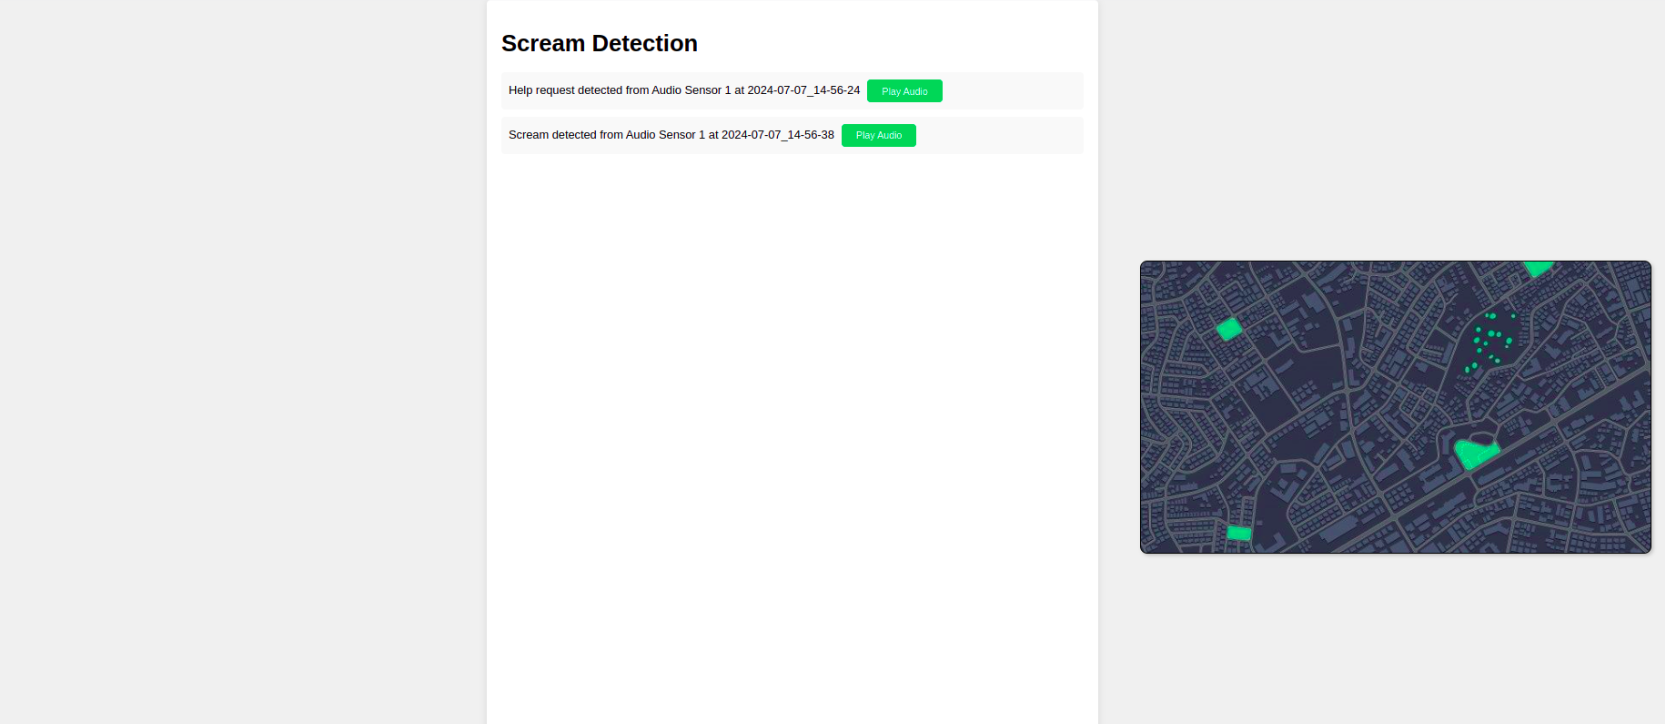 Scream Detection
Help request detected from Audio Sensor 1 at 2024-07-07_14-56-24 Play Audio
Scream detected from Audio Sensor 1 at 2024-07-07_14-56-38 Play Audio